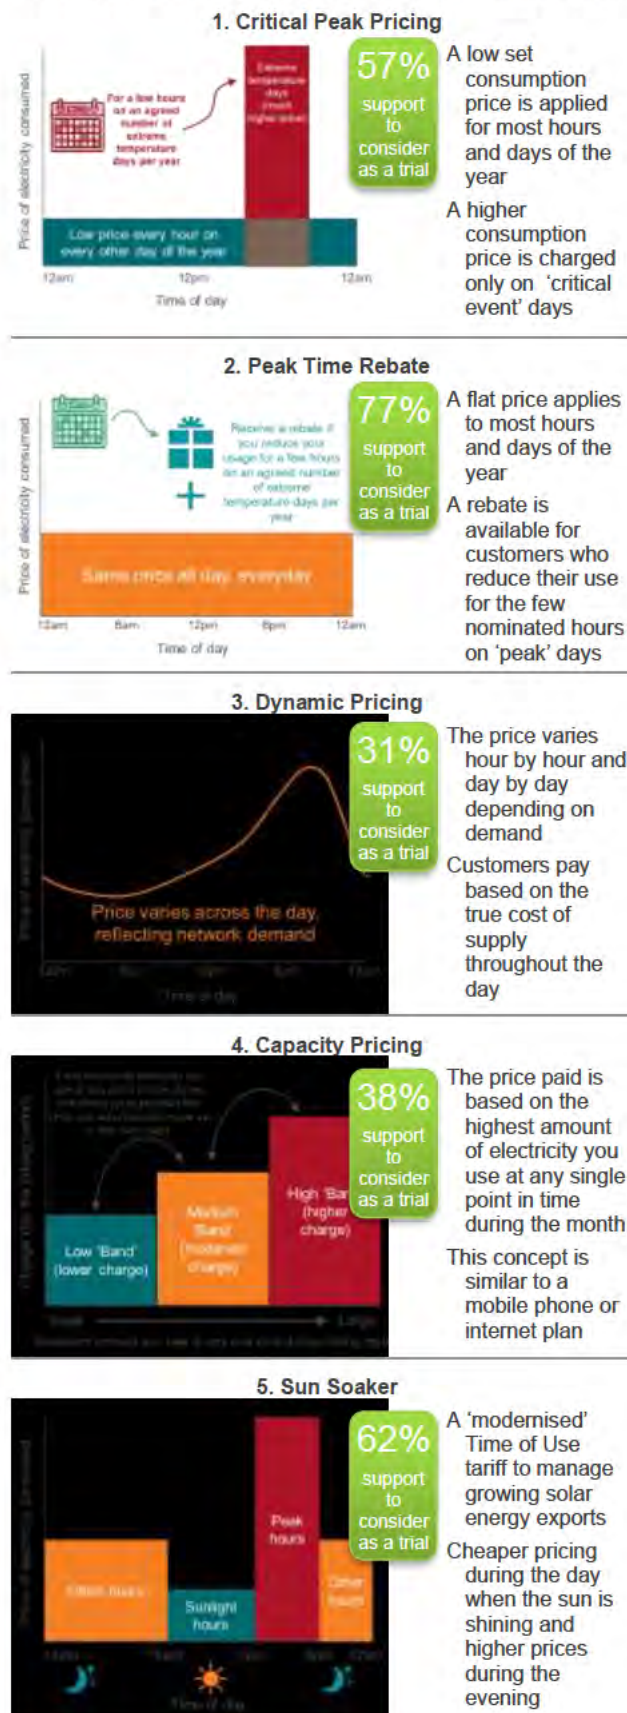 1. Critical Peak Pricing
Price of electricity consumed
For a few hours
on an agreed
number of
extreme
temperature
days per year
Extreme
temperature
days
Low price every hour on
every other day of the year
12am
12pm
12am
Time of day
57%
support
to
consider
as a trial
A low set
consumption
price is applied
for most hours
and days of the
year
A higher
consumption
price is charged
only on 'critical
event' days
2. Peak Time Rebate
Price of electricity consumed
Receive a rebate if
you reduce your
usage for a few hours
on an agreed number
of extreme
temperature days per
year
Same price all day, everyday
12am
6am
12pm
6pm
12am
Time of day
77%
support
to
consider
as a trial
A flat price applies
to most hours
and days of the
year
A rebate is
available for
customers who
reduce their use
for the few
nominated hours
on 'peak' days
3. Dynamic Pricing
Price varies across the day,
reflecting network demand
Time of day
31%
support
to
consider
as a trial
The price varies
hour by hour and
day by day
depending on
demand
Customers pay
based on the
true cost of
supply
throughout the
day
4. Capacity Pricing
Low 'Band'
(lower charge)
Medium
'Band'
(moderate
charge)
High 'Band'
(higher
charge)
38%
support
to
consider
as a trial
The price paid is
based on the
highest amount
of electricity you
use at any single
point in time
during the month
This concept is
similar to a
mobile phone or
internet plan
5. Sun Soaker
Other hours
Sunlight
hours
Peak
hours
Other
hours
Time of day
62%
support
to
consider
as a trial
A 'modernised'
Time of Use
tariff to manage
growing solar
energy exports
Cheaper pricing
during the day
when the sun is
shining and
higher prices
during the
evening